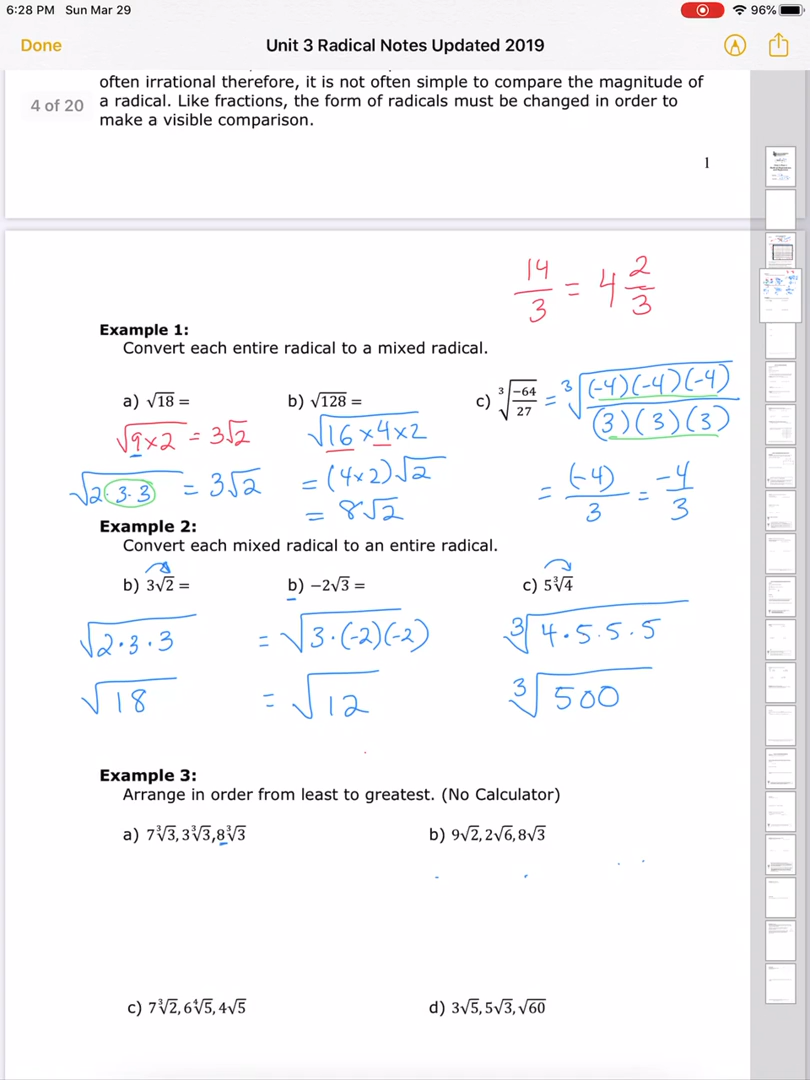 6:28 PM Sun Mar 29 96%
Done Unit 3 Radical Notes Updated 2019
often irrational therefore, it is not often simple to compare the magnitude of
4 of 20
a radical. Like fractions, the form of radicals must be changed in order to
make a visible comparison.
1
14/3 = 4 2/3
Example 1:
Convert each entire radical to a mixed radical.
a) √18 = b) √128 = c) ∛(-64/27) = ∛((-4)(-4)(-4)/(3)(3)(3))
√(9×2) = 3√2 √(16×4×2)
√(2·3·3) = 3√2 = (4×2)√2 = (-4)/3 = -4/3
= 8√2
Example 2:
Convert each mixed radical to an entire radical.
b) 3√2 = b) −2√3 = c) 5∛4
√(2·3·3) = √(3·(-2)(-2)) ∛(4·5·5·5)
√18 = √12 ∛500
Example 3:
Arrange in order from least to greatest. (No Calculator)
a) 7∛3, 3∛3,8∛3 b) 9√2, 2√6, 8√3
c) 7∛2, 6∜5, 4√5 d) 3√5, 5√3, √60